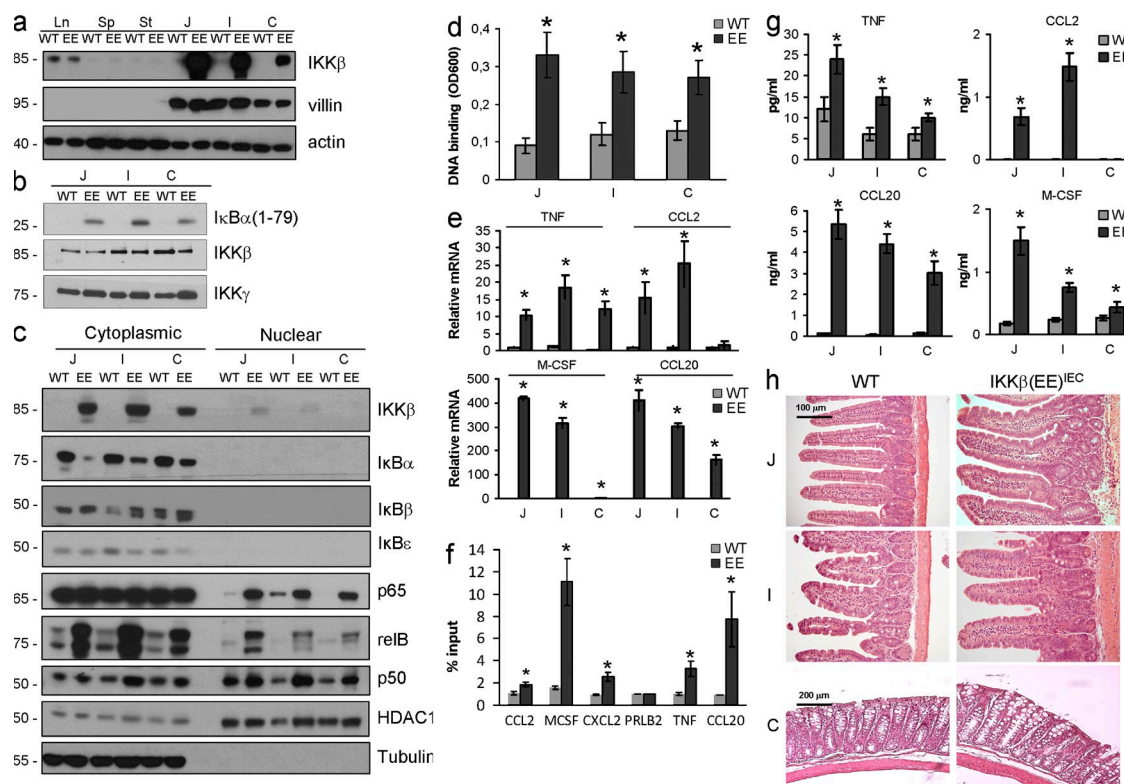 a
Ln Sp St J I C
WT EE WT EE WT EE WT EE WT EE WT EE
85 - IKKβ
95 - villin
40 - actin
b
J I C
WT EE WT EE WT EE
25 - IκBα(1-79)
85 - IKKβ
75 - IKKγ
c
Cytoplasmic Nuclear
J I C J I C
WT EE WT EE WT EE WT EE WT EE WT EE
85 - IKKβ
75 - IκBα
50 - IκBβ
50 - IκBε
65 - p65
relB
50 - p50
50 - HDAC1
55 - Tubulin
d
WT
EE
DNA binding (OD600)
0,4
0,3
0,2
0,1
0
* * *
J I C
e
TNF CCL2
Relative mRNA
35
30
25
20
15
10
5
0
* * * * *
M-CSF CCL20
WT
EE
Relative mRNA
400
300
200
100
0
* * * * * *
J I C J I C
f
WT
EE
% input
14
12
10
8
6
4
2
0
* * * * *
CCL2 MCSF CXCL2 PRLB2 TNF CCL20
g
TNF
pg/ml
30
25
20
15
10
5
0
* * *
J I C
CCL2
EE
ng/ml
2
1
0
* *
J I C
CCL20
ng/ml
6
5
4
3
2
1
0
* * *
J I C
M-CSF
ng/ml
2
1
0
* * *
J I C
h
WT IKKβ(EE)IEC
100 μm
J
I
200 μm
C